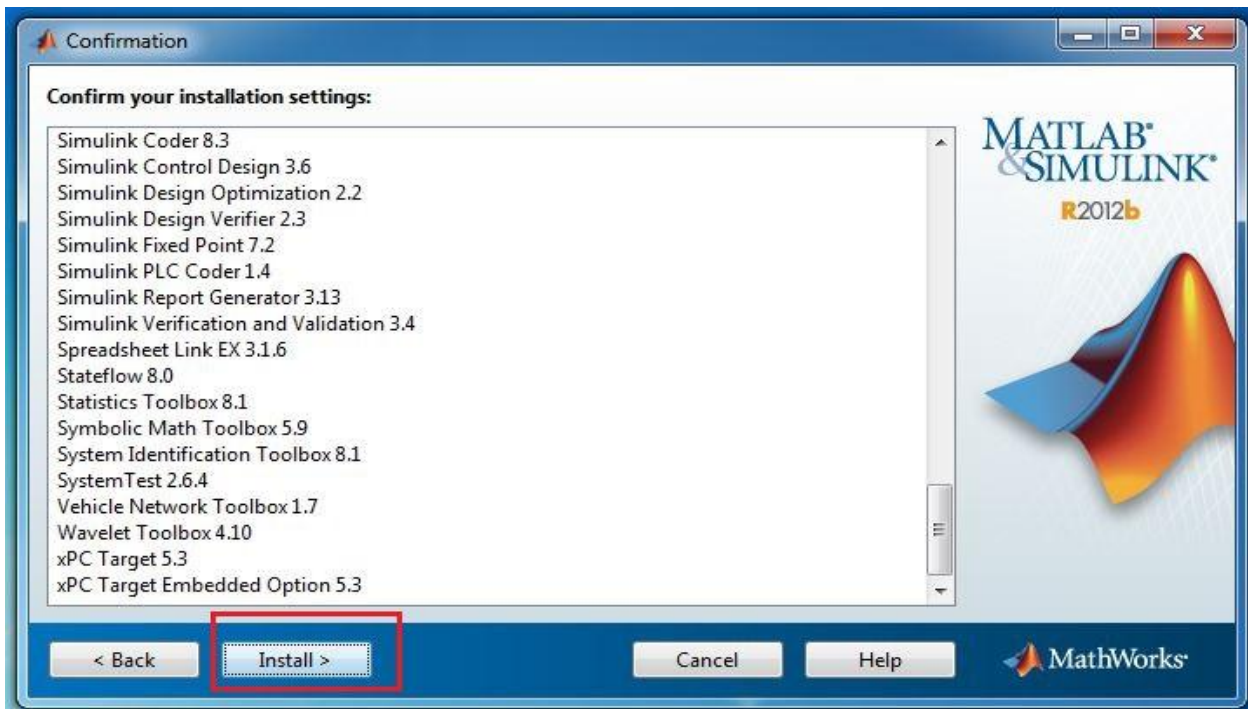 Confirmation
Confirm your installation settings:
Simulink Coder 8.3
Simulink Control Design 3.6
Simulink Design Optimization 2.2
Simulink Design Verifier 2.3
Simulink Fixed Point 7.2
Simulink PLC Coder 1.4
Simulink Report Generator 3.13
Simulink Verification and Validation 3.4
Spreadsheet Link EX 3.1.6
Stateflow 8.0
Statistics Toolbox 8.1
Symbolic Math Toolbox 5.9
System Identification Toolbox 8.1
SystemTest 2.6.4
Vehicle Network Toolbox 1.7
Wavelet Toolbox 4.10
xPC Target 5.3
xPC Target Embedded Option 5.3
MATLAB®
&SIMULINK®
R2012b
< Back Install > Cancel Help MathWorks®